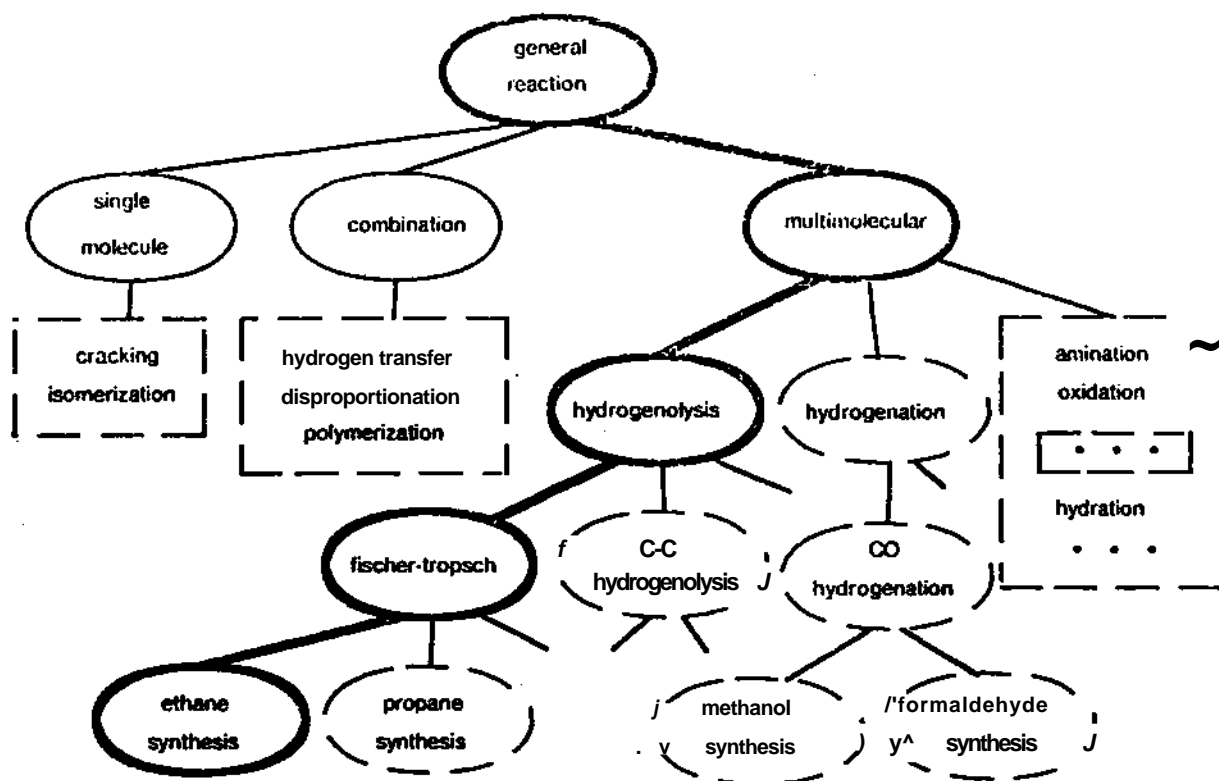 general
reaction
single
molecule
combination
multimolecular
cracking
isomerization
hydrogen transfer
disproportionation
polymerization
hydrogenolysis
hydrogenation
amination
oxidation
. . .
hydration
. . .
fischer-tropsch
f C-C
hydrogenolysis J
CO
hydrogenation
ethane
synthesis
propane
synthesis
j methanol
. v synthesis )
/'formaldehyde
y^ synthesis J
~